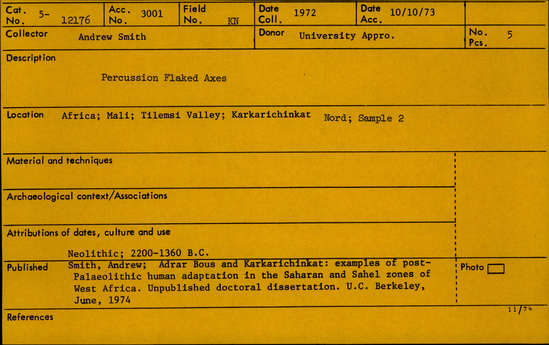 Cat. No. 5- 12176 Acc. No. 3001 Field No. KN Date Coll. 1972 Date Acc. 10/10/73
Collector Andrew Smith Donor University Appro. No. Pcs. 5
Description
Percussion Flaked Axes
Location Africa; Mali; Tilemsi Valley; Karkarichinkat Nord; Sample 2
Material and techniques
Archaeological context/Associations
Attributions of dates, culture and use
Neolithic; 2200-1360 B.C.
Published Smith, Andrew; Adrar Bous and Karkarichinkat: examples of post-
Palaeolithic human adaptation in the Saharan and Sahel zones of
West Africa. Unpublished doctoral dissertation. U.C. Berkeley,
June, 1974
Photo
11/74
References